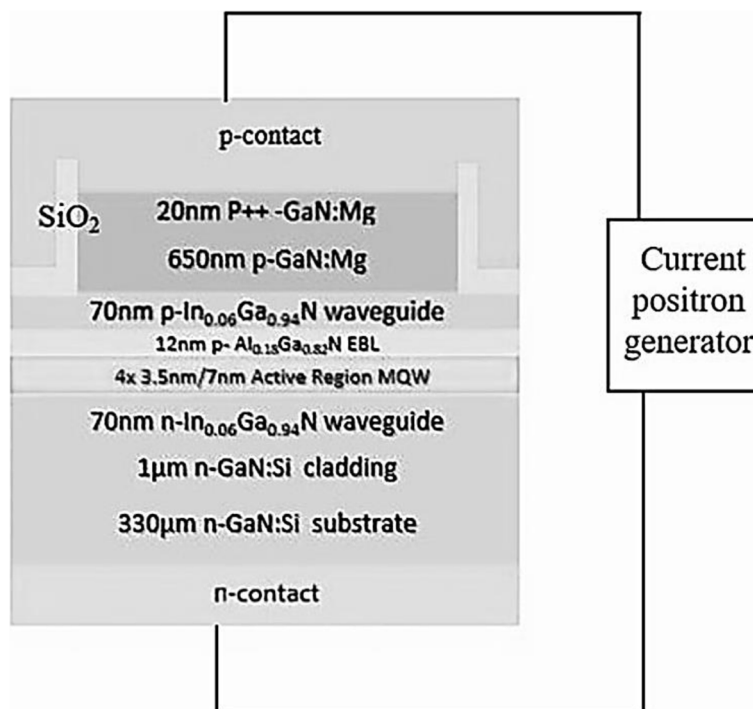 p-contact
SiO₂
20nm P++ -GaN:Mg
650nm p-GaN:Mg
70nm p-In₀.₀₆Ga₀.₉₄N waveguide
12nm p- Al₀.₁₈Ga₀.₈₂N EBL
4x 3.5nm/7nm Active Region MQW
70nm n-In₀.₀₆Ga₀.₉₄N waveguide
1μm n-GaN:Si cladding
330μm n-GaN:Si substrate
n-contact
Current
positron
generator